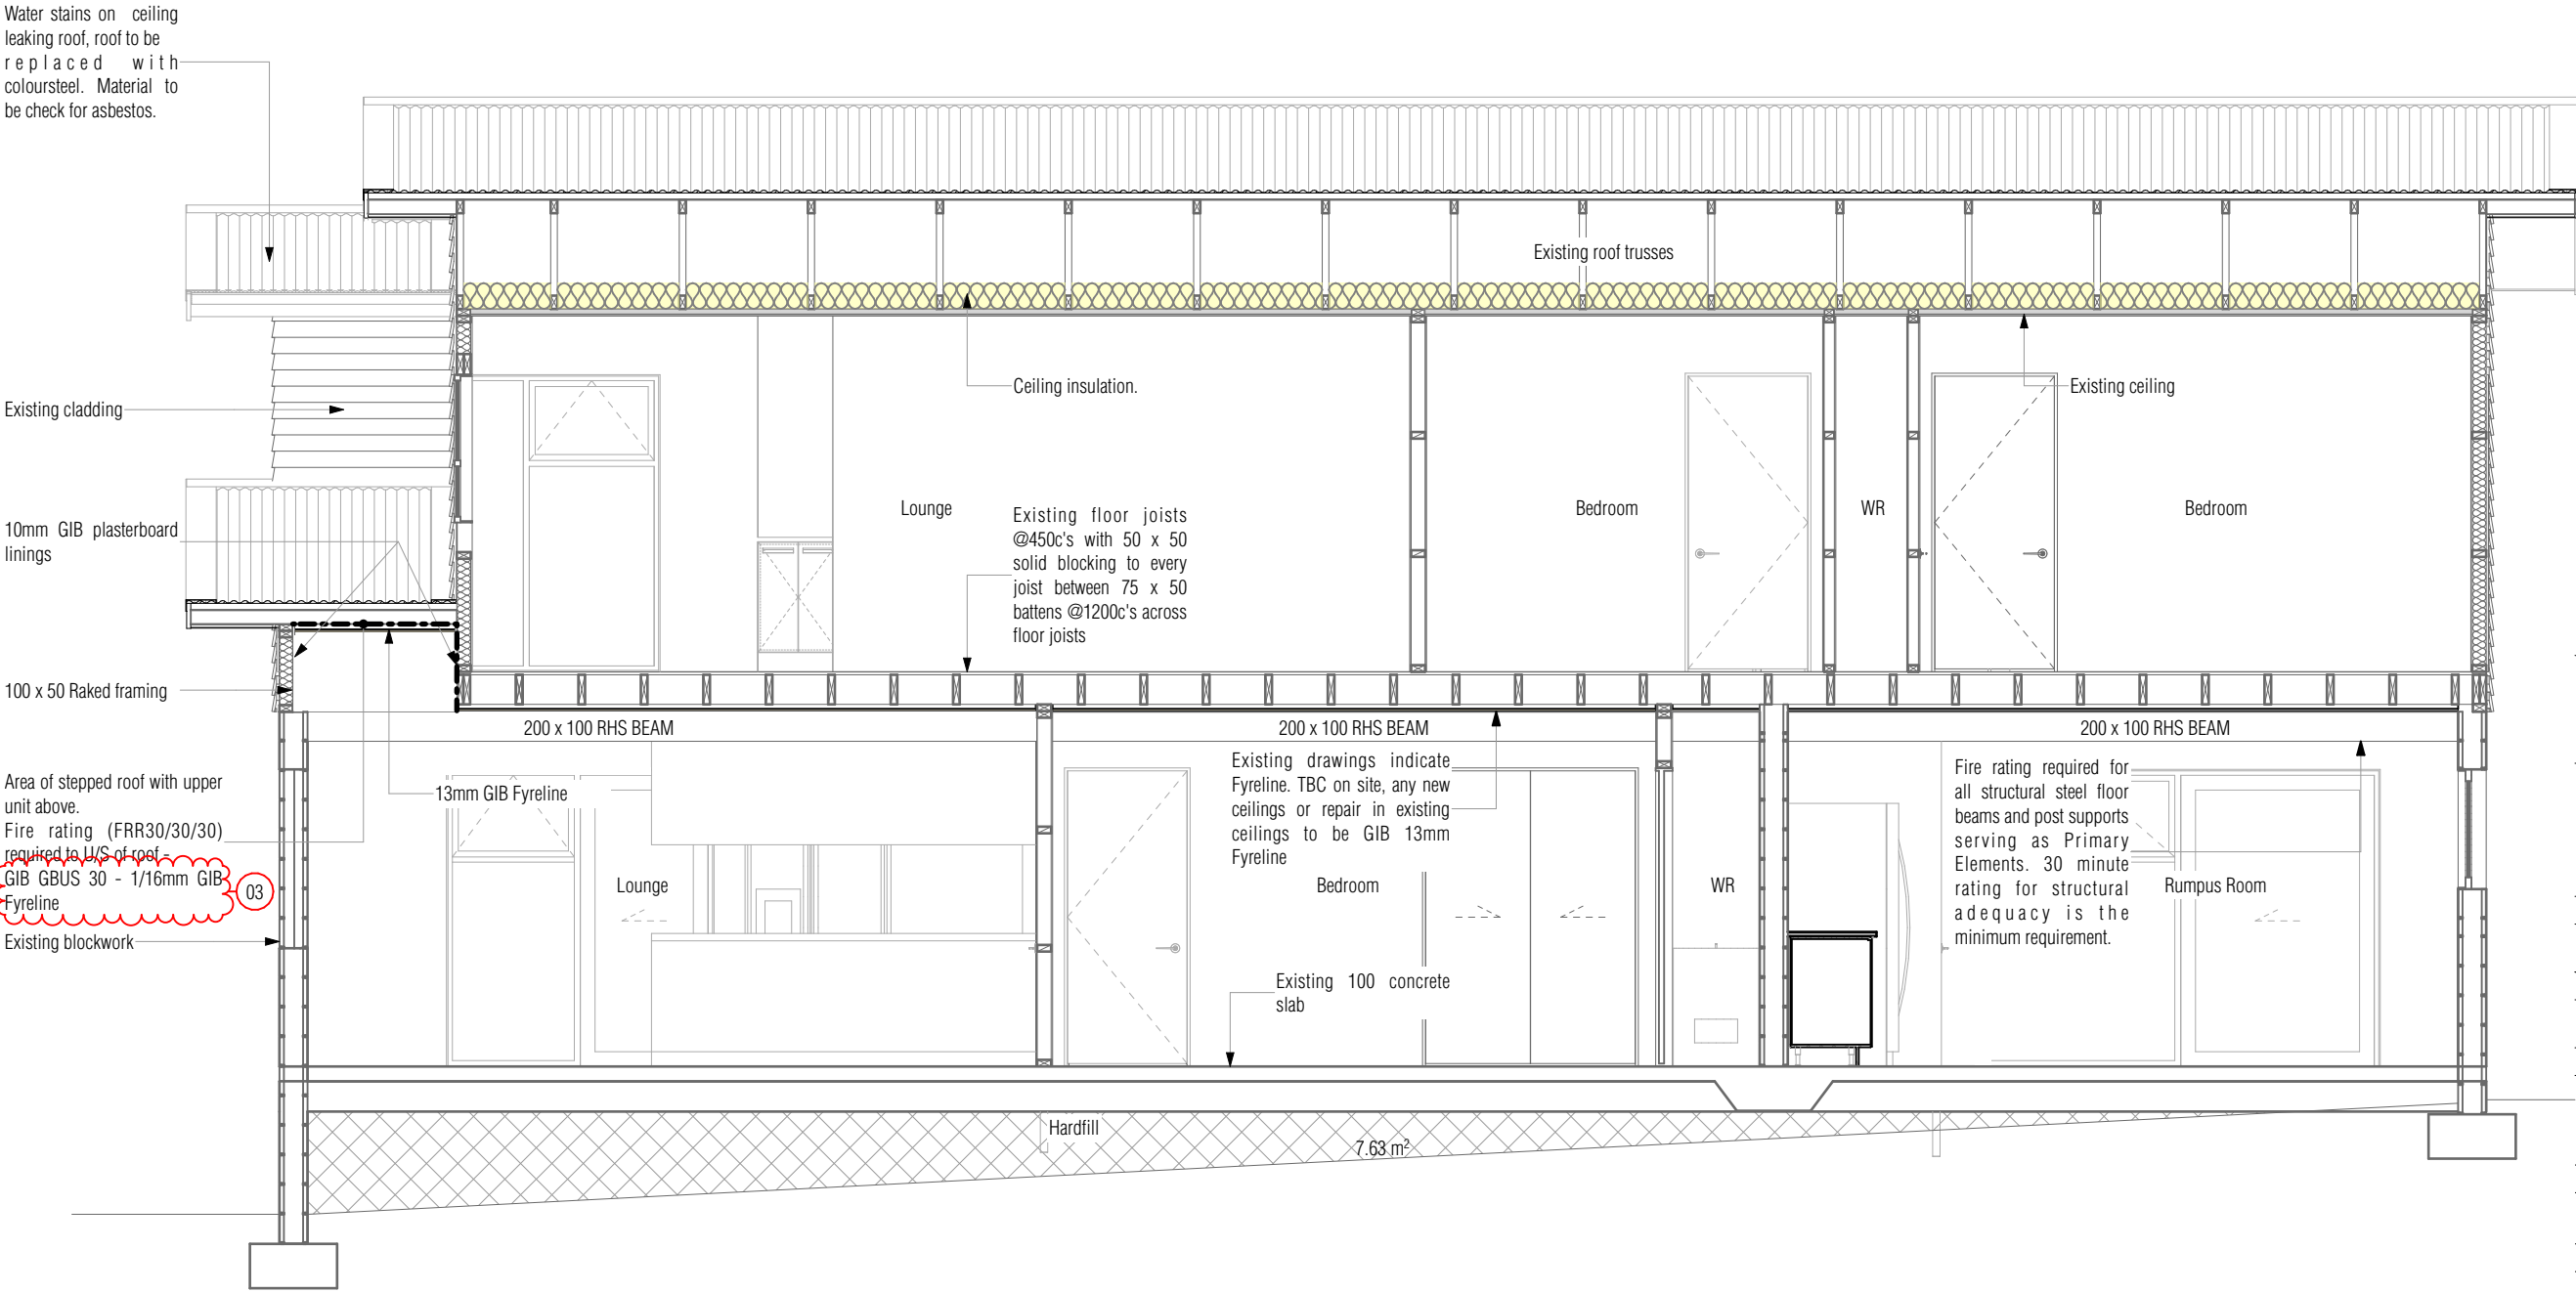 Water stains on ceiling
leaking roof, roof to be
replaced with
coloursteel. Material to
be check for asbestos.
Existing roof trusses
Ceiling insulation.
Existing ceiling
Existing cladding
Lounge
Bedroom
WR
Bedroom
Existing floor joists
@450c's with 50 x 50
solid blocking to every
joist between 75 x 50
battens @1200c's across
floor joists
10mm GIB plasterboard
linings
100 x 50 Raked framing
200 x 100 RHS BEAM
200 x 100 RHS BEAM
200 x 100 RHS BEAM
Area of stepped roof with upper
unit above.
Fire rating (FRR30/30/30)
required to U/S of roof -
GIB GBUS 30 - 1/16mm GIB
Fyreline
03
13mm GIB Fyreline
Existing drawings indicate
Fyreline. TBC on site, any new
ceilings or repair in existing
ceilings to be GIB 13mm
Fyreline
Fire rating required for
all structural steel floor
beams and post supports
serving as Primary
Elements. 30 minute
rating for structural
adequacy is the
minimum requirement.
Lounge
Bedroom
WR
Rumpus Room
Existing blockwork
Existing 100 concrete
slab
Hardfill
7.63 m²